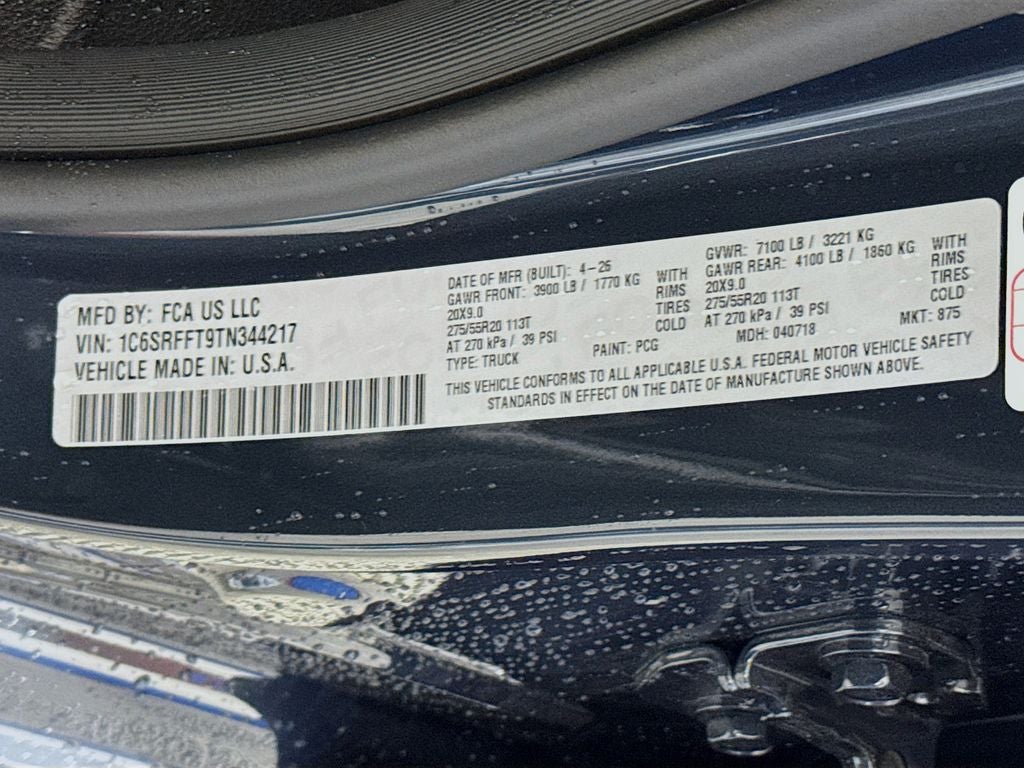 MFD BY: FCA US LLC
VIN: 1C6SRFFT9TN344217
VEHICLE MADE IN: U.S.A.
DATE OF MFR (BUILT): 4-26
GAWR FRONT: 3900 LB / 1770 KG
20X9.0
275/55R20 113T
AT 270 kPa / 39 PSI
TYPE: TRUCK
WITH
RIMS
TIRES
COLD
PAINT: PCG
GVWR: 7100 LB / 3221 KG
GAWR REAR: 4100 LB / 1860 KG
20X9.0
275/55R20 113T
AT 270 kPa / 39 PSI
MDH: 040718
WITH
RIMS
TIRES
COLD
MKT: 875
THIS VEHICLE CONFORMS TO ALL APPLICABLE U.S.A. FEDERAL MOTOR VEHICLE SAFETY
STANDARDS IN EFFECT ON THE DATE OF MANUFACTURE SHOWN ABOVE.